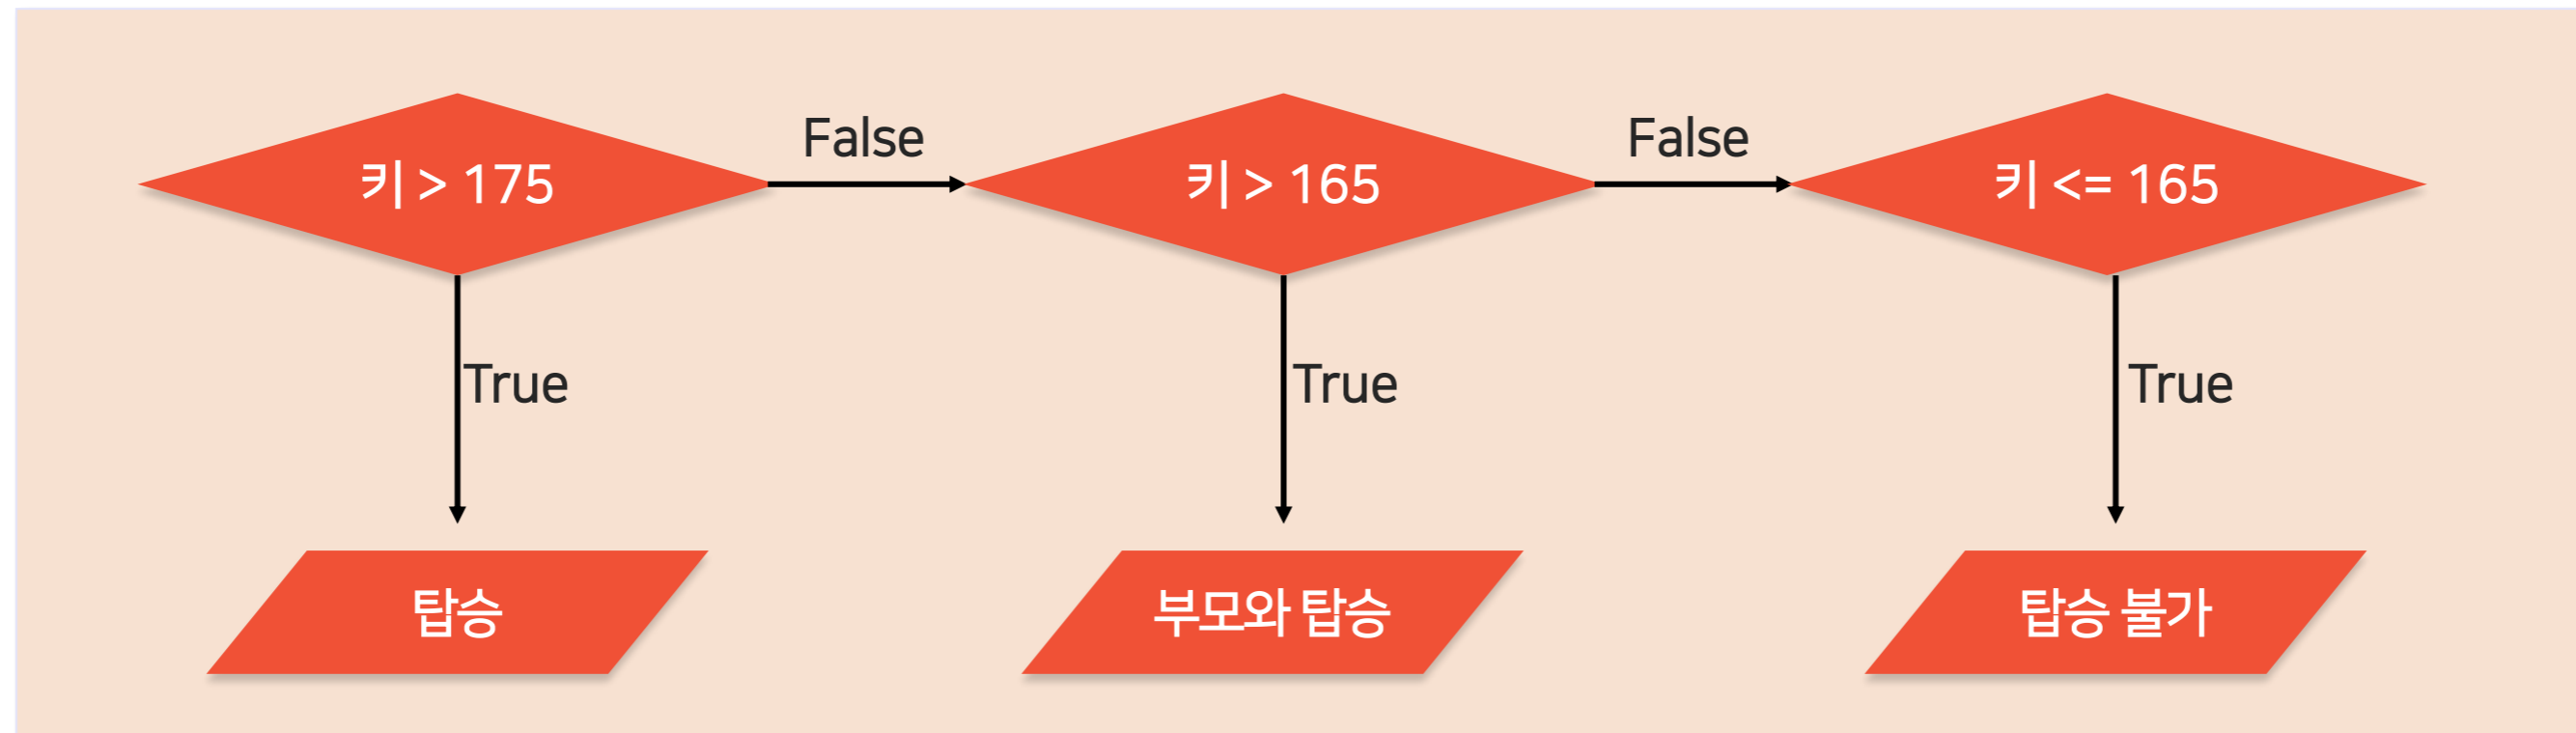 키 > 175
False
키 > 165
False
키 <= 165
True
True
True
탑승
부모와 탑승
탑승 불가